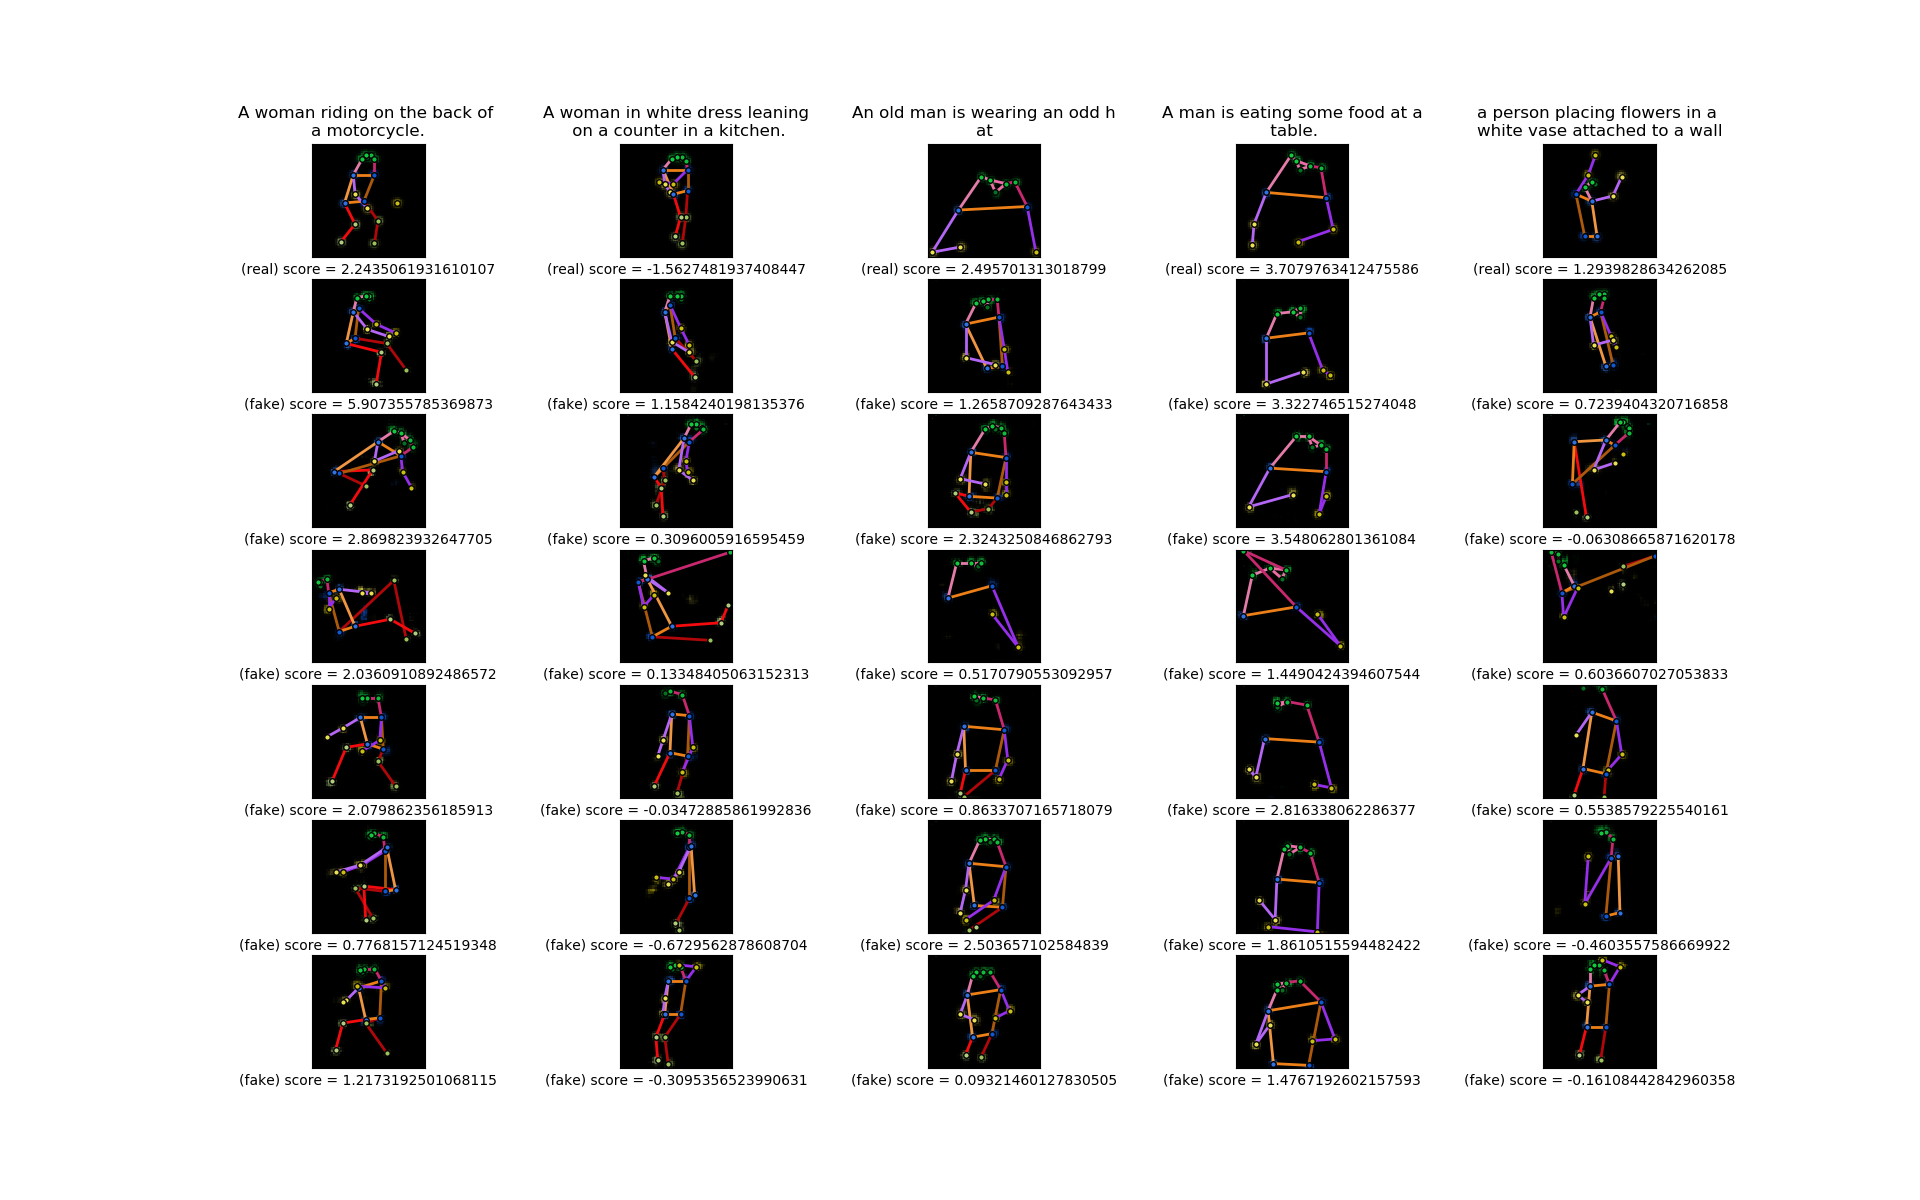 A woman riding on the back of
a motorcycle.
A woman in white dress leaning
on a counter in a kitchen.
An old man is wearing an odd h
at
A man is eating some food at a
table.
a person placing flowers in a
white vase attached to a wall
(real) score = 2.2435061931610107
(real) score = -1.5627481937408447
(real) score = 2.495701313018799
(real) score = 3.7079763412475586
(real) score = 1.2939828634262085
(fake) score = 5.907355785369873
(fake) score = 1.1584240198135376
(fake) score = 1.2658709287643433
(fake) score = 3.322746515274048
(fake) score = 0.7239404320716858
(fake) score = 2.869823932647705
(fake) score = 0.3096005916595459
(fake) score = 2.3243250846862793
(fake) score = 3.548062801361084
(fake) score = -0.06308665871620178
(fake) score = 2.0360910892486572
(fake) score = 0.13348405063152313
(fake) score = 0.5170790553092957
(fake) score = 1.4490424394607544
(fake) score = 0.6036607027053833
(fake) score = 2.079862356185913
(fake) score = -0.03472885861992836
(fake) score = 0.8633707165718079
(fake) score = 2.816338062286377
(fake) score = 0.5538579225540161
(fake) score = 0.7768157124519348
(fake) score = -0.6729562878608704
(fake) score = 2.503657102584839
(fake) score = 1.8610515594482422
(fake) score = -0.4603557586669922
(fake) score = 1.2173192501068115
(fake) score = -0.3095356523990631
(fake) score = 0.09321460127830505
(fake) score = 1.4767192602157593
(fake) score = -0.16108442842960358